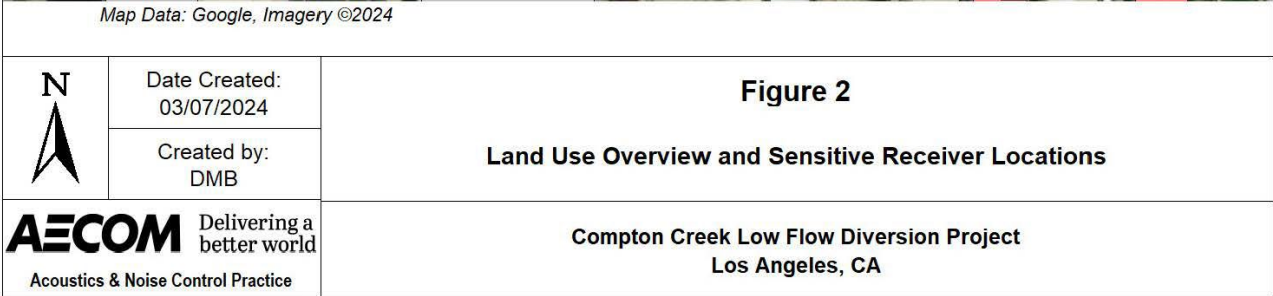 Map Data: Google, Imagery ©2024
N
Date Created:
03/07/2024
Created by:
DMB
Figure 2
Land Use Overview and Sensitive Receiver Locations
AECOM Delivering a
better world
Acoustics & Noise Control Practice
Compton Creek Low Flow Diversion Project
Los Angeles, CA